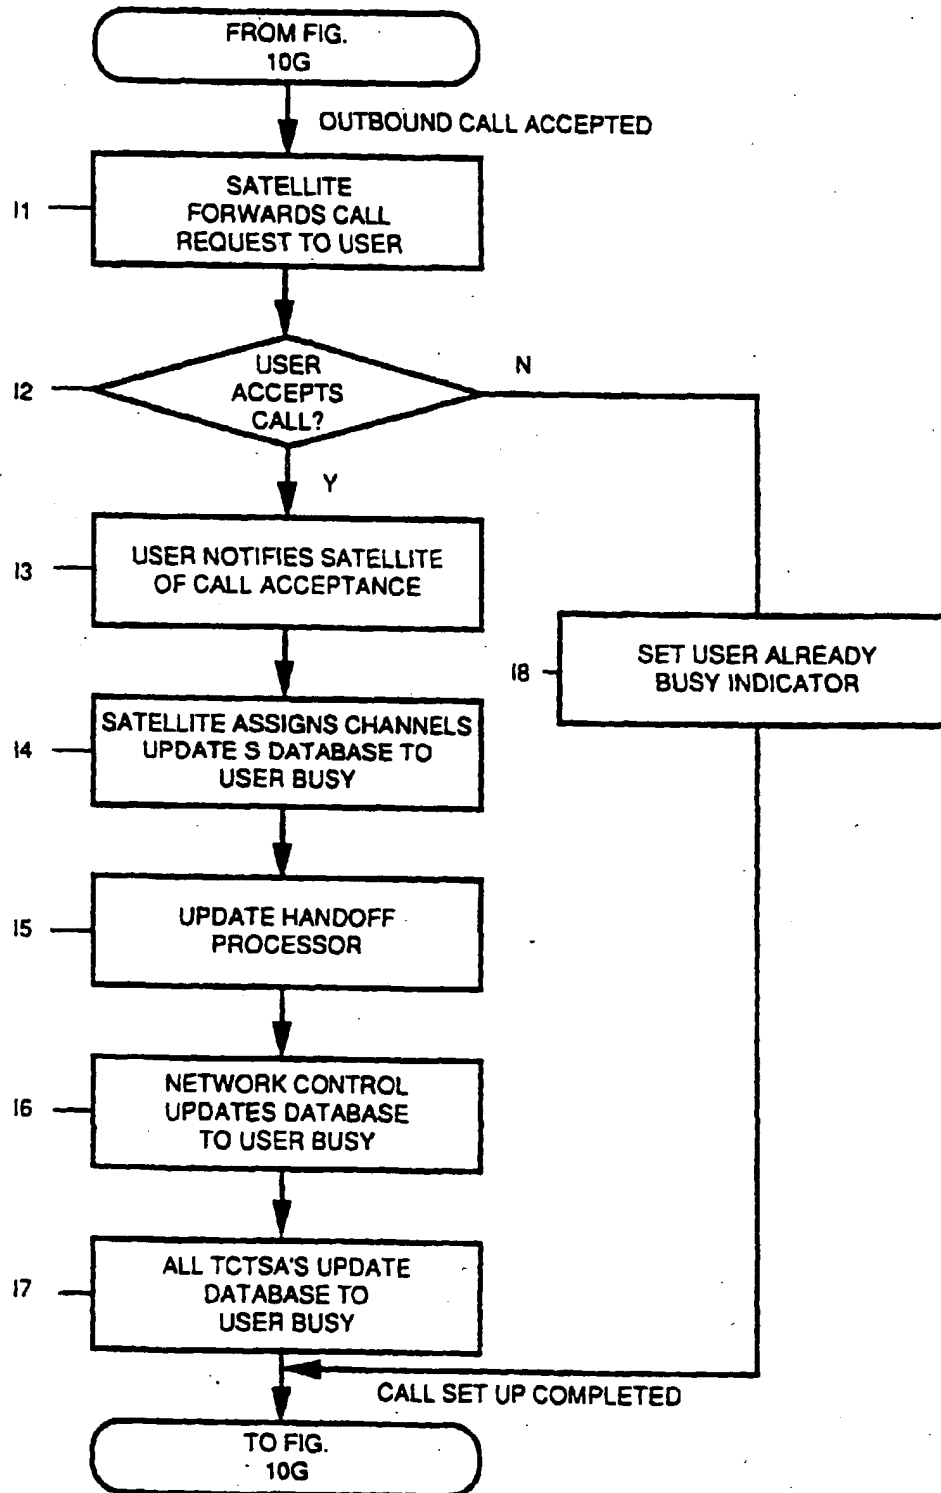 FROM FIG.
10G
OUTBOUND CALL ACCEPTED
I1
SATELLITE
FORWARDS CALL
REQUEST TO USER
I2
USER
ACCEPTS
CALL?
N
Y
I3
USER NOTIFIES SATELLITE
OF CALL ACCEPTANCE
I8
SET USER ALREADY
BUSY INDICATOR
I4
SATELLITE ASSIGNS CHANNELS
UPDATE S DATABASE TO
USER BUSY
I5
UPDATE HANDOFF
PROCESSOR
I6
NETWORK CONTROL
UPDATES DATABASE
TO USER BUSY
I7
ALL TCTSA'S UPDATE
DATABASE TO
USER BUSY
CALL SET UP COMPLETED
TO FIG.
10G